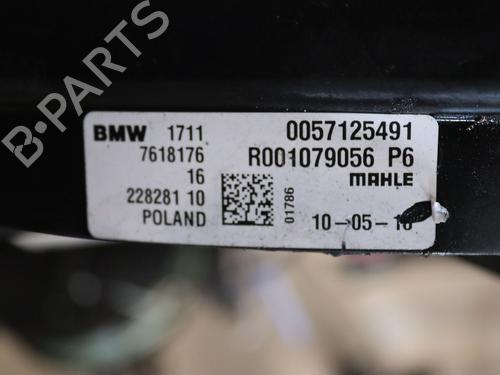 B-PARTS
BMW 1711 0057125491
7618176 R001079056 P6
16 MAHLE
228281 10 01786
POLAND 10-05-16